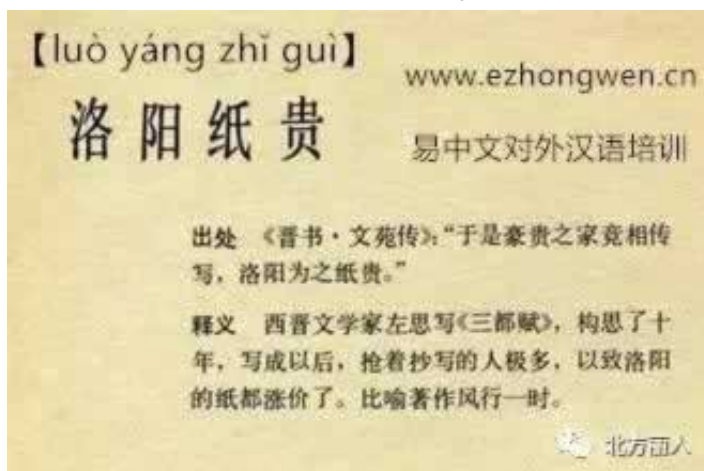 【luò yáng zhǐ guì】
www.ezhongwen.cn
洛阳纸贵
易中文对外汉语培训
出处 《晋书·文苑传》：“于是豪贵之家竞相传
写，洛阳为之纸贵。”
释义 西晋文学家左思写《三都赋》，构思了十
年，写成以后，抢着抄写的人极多，以致洛阳
的纸都涨价了。比喻著作风行一时。
北方丽人